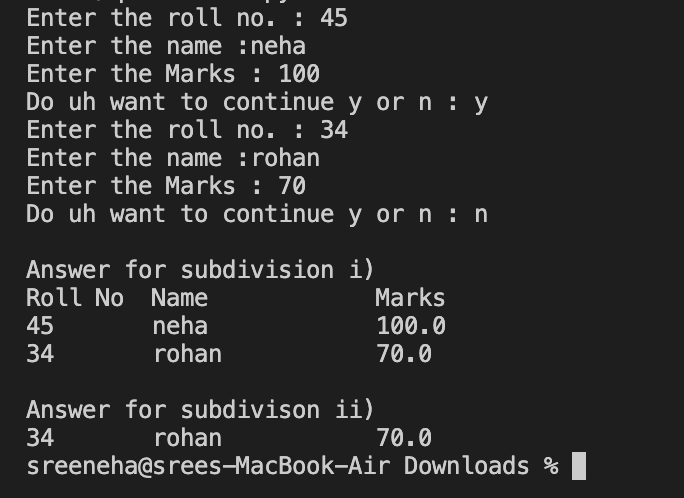 Enter the roll no. : 45
Enter the name :neha
Enter the Marks : 100
Do uh want to continue y or n : y
Enter the roll no. : 34
Enter the name :rohan
Enter the Marks : 70
Do uh want to continue y or n : n
Answer for subdivision i)
Roll No  Name            Marks
45       neha            100.0
34       rohan           70.0
Answer for subdivison ii)
34       rohan           70.0
sreeneha@srees-MacBook-Air Downloads %